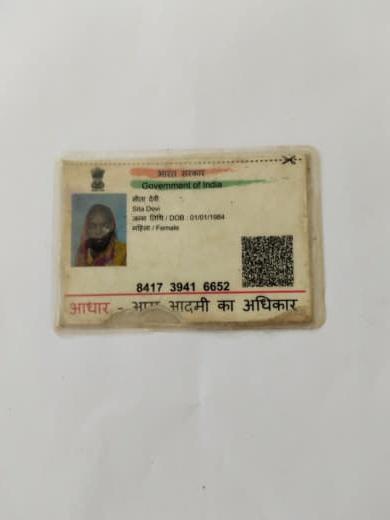 भारत सरकार
Government of India
सीता देवी
Sita Devi
जन्म तिथि / DOB : 01/01/1984
महिला / Female
8417 3941 6652
आधार - आम आदमी का अधिकार